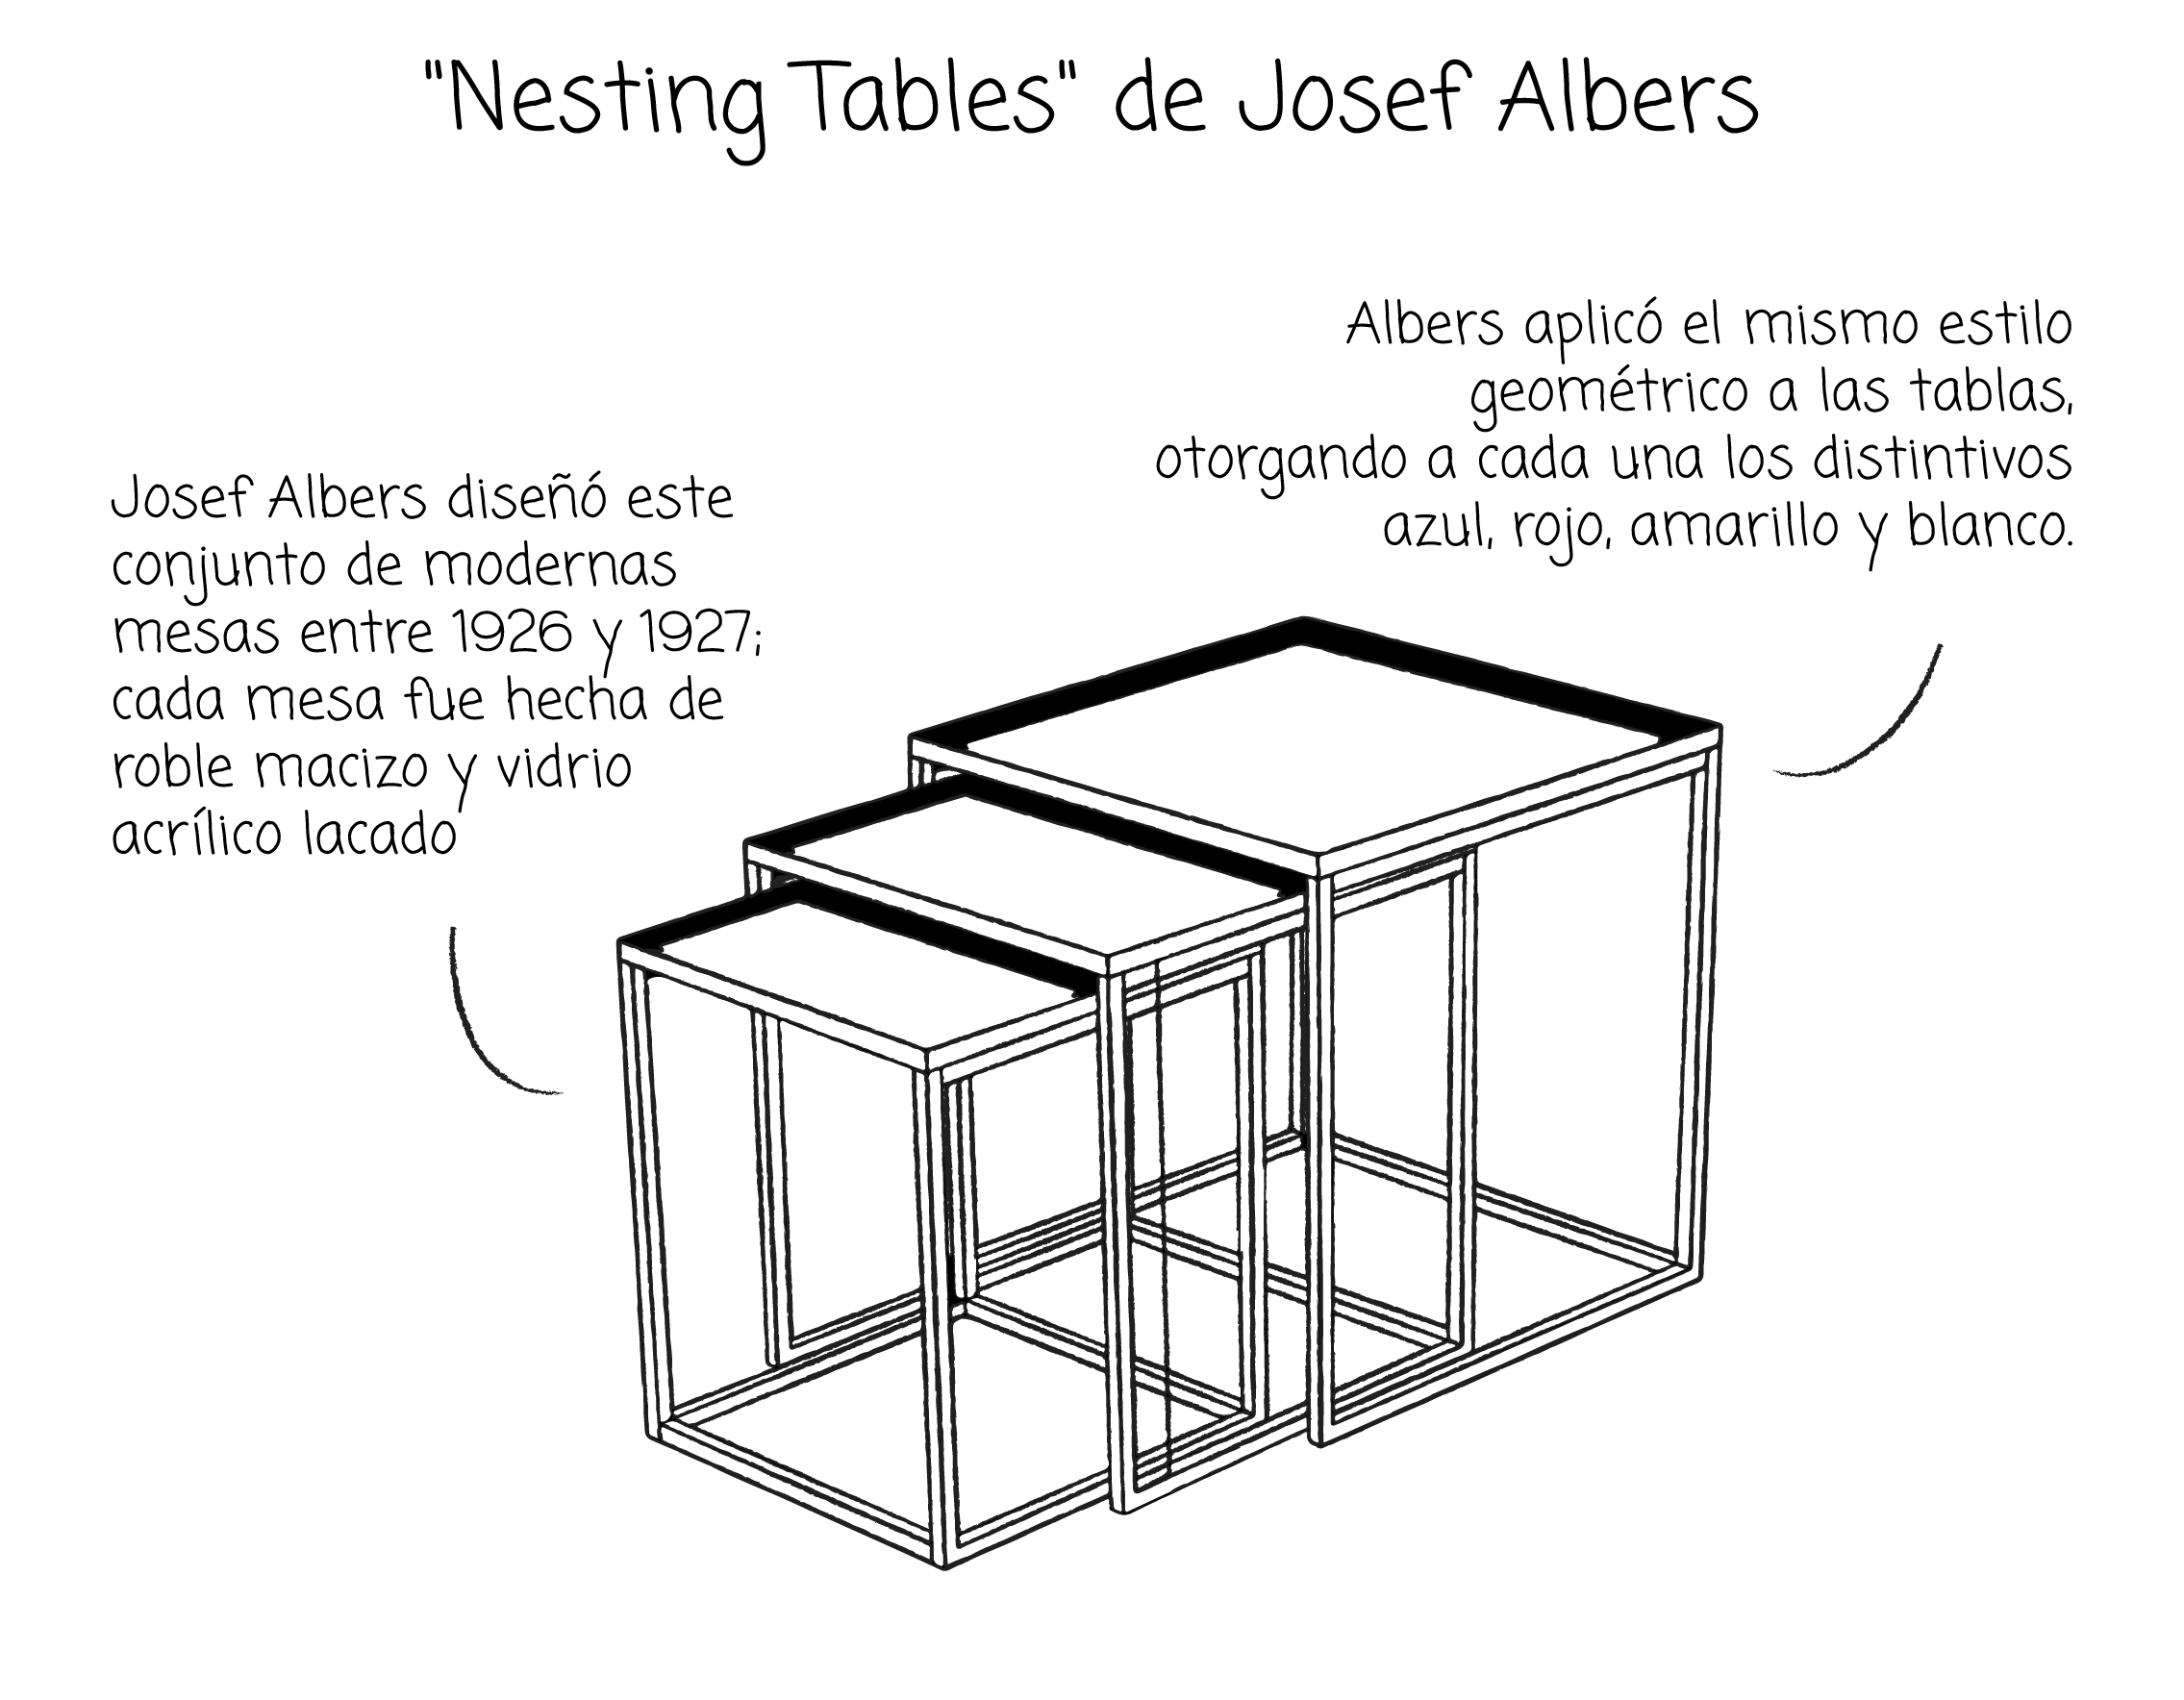 "Nesting Tables" de Josef Albers
Albers aplicó el mismo estilo
geométrico a las tablas,
otorgando a cada una los distintivos
azul, rojo, amarillo y blanco.
Josef Albers diseñó este
conjunto de modernas
mesas entre 1926 y 1927;
cada mesa fue hecha de
roble macizo y vidrio
acrílico lacado